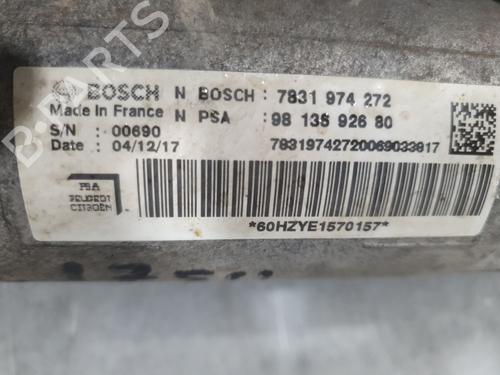 BOSCH N BOSCH : 7831 974 272
Made in France N PSA : 98 135 926 80
S/N : 00690
Date : 04/12/17 78319742720069033817
PSA
PEUGEOT
CITROËN
*60HZYE1570157*